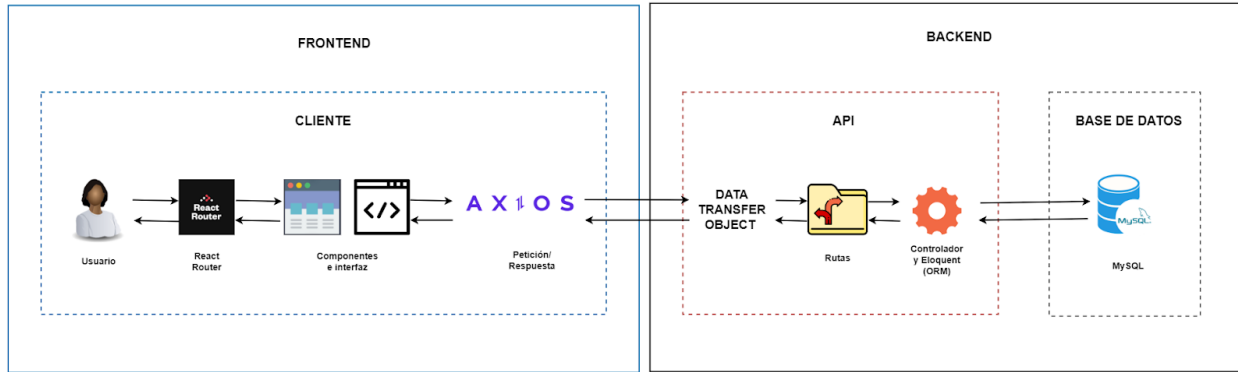 FRONTEND
BACKEND
CLIENTE
API
BASE DE DATOS
React
Router
</>
AXIOS
DATA
TRANSFER
OBJECT
MySQL
Usuario
React
Router
Componentes
e interfaz
Petición/
Respuesta
Rutas
Controlador
y Eloquent
(ORM)
MySQL